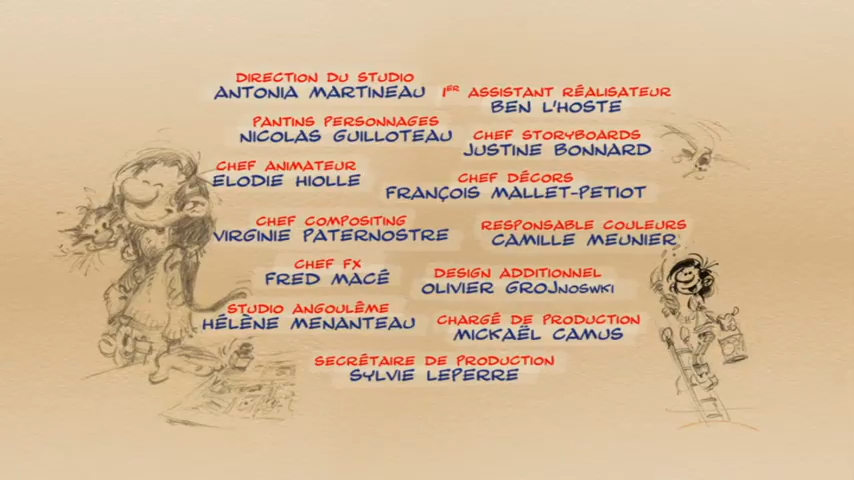 DIRECTION DU STUDIO
ANTONIA MARTINEAU
1ER ASSISTANT RÉALISATEUR
BEN L'HOSTE
PANTINS PERSONNAGES
NICOLAS GUILLOTEAU
CHEF STORYBOARDS
JUSTINE BONNARD
CHEF ANIMATEUR
ELODIE HIOLLE
CHEF DÉCORS
FRANÇOIS MALLET-PETIOT
CHEF COMPOSITING
VIRGINIE PATERNOSTRE
RESPONSABLE COULEURS
CAMILLE MEUNIER
CHEF FX
FRED MACÉ
DESIGN ADDITIONNEL
OLIVIER GROJNOSWKI
STUDIO ANGOULÊME
HÉLÈNE MENANTEAU
CHARGÉ DE PRODUCTION
MICKAËL CAMUS
SECRÉTAIRE DE PRODUCTION
SYLVIE LEPERRE